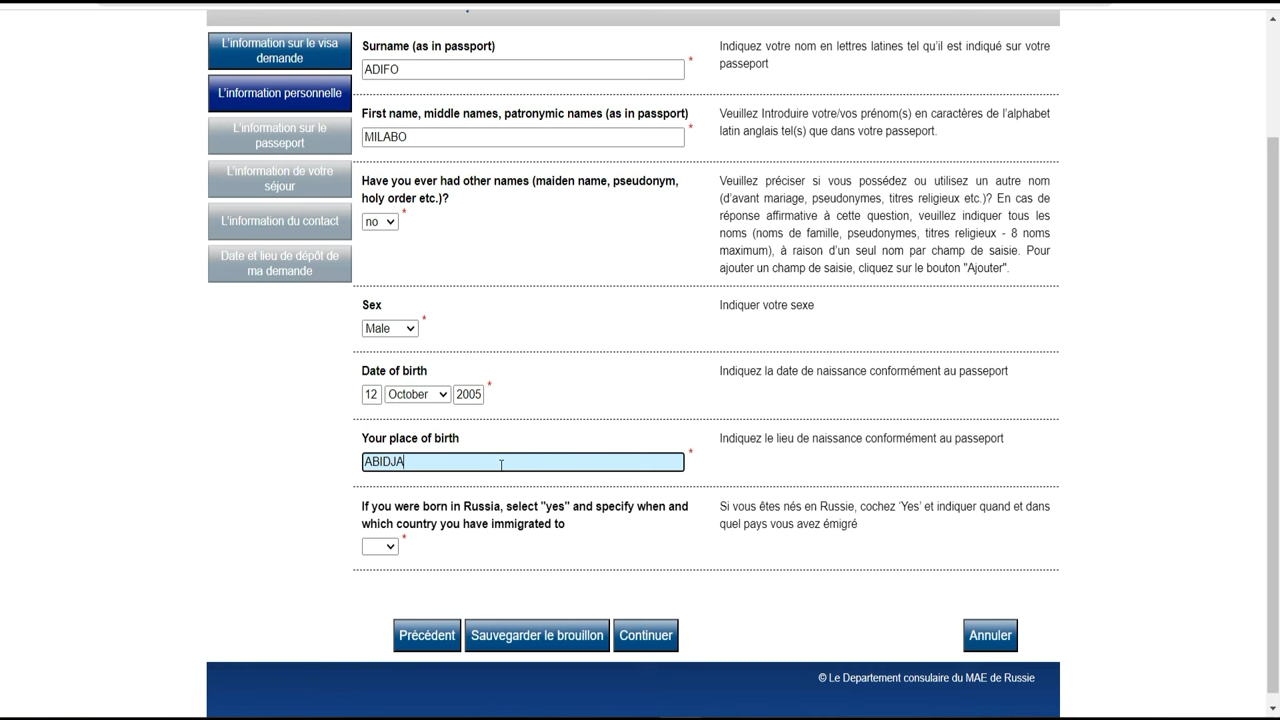 L'information sur le visa
demande
L'information personnelle
L'information sur le
passeport
L'information de votre
séjour
L'information du contact
Date et lieu de dépôt de
ma demande
Surname (as in passport)
ADIFO
*
Indiquez votre nom en lettres latines tel qu'il est indiqué sur votre
passeport
First name, middle names, patronymic names (as in passport)
MILABO
*
Veuillez Introduire votre/vos prénom(s) en caractères de l'alphabet
latin anglais tel(s) que dans votre passeport.
Have you ever had other names (maiden name, pseudonym,
holy order etc.)?
no
*
Veuillez préciser si vous possédez ou utilisez un autre nom
(d'avant mariage, pseudonymes, titres religieux etc.)? En cas de
réponse affirmative à cette question, veuillez indiquer tous les
noms (noms de famille, pseudonymes, titres religieux - 8 noms
maximum), à raison d'un seul nom par champ de saisie. Pour
ajouter un champ de saisie, cliquez sur le bouton "Ajouter".
Sex
Male
*
Indiquer votre sexe
Date of birth
12 October 2005
*
Indiquez la date de naissance conformément au passeport
Your place of birth
ABIDJA
*
Indiquez le lieu de naissance conformément au passeport
If you were born in Russia, select "yes" and specify when and
which country you have immigrated to
*
Si vous êtes nés en Russie, cochez 'Yes' et indiquer quand et dans
quel pays vous avez émigré
Précédent
Sauvegarder le brouillon
Continuer
Annuler
© Le Departement consulaire du MAE de Russie